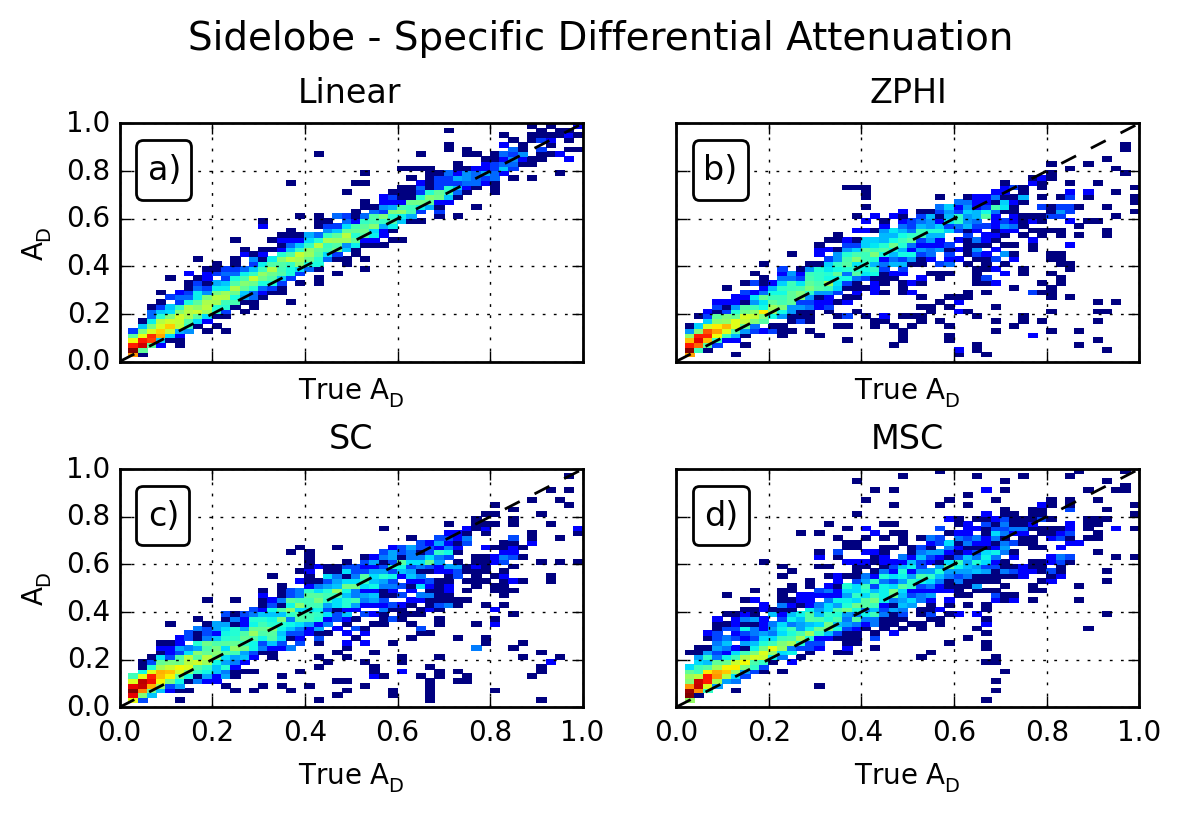 Sidelobe - Specific Differential Attenuation
Linear
ZPHI
1.0
0.8
0.6
0.4
0.2
0.0
A_D
a)
b)
True A_D
True A_D
SC
MSC
1.0
0.8
0.6
0.4
0.2
0.0
A_D
c)
d)
0.0 0.2 0.4 0.6 0.8 1.0
0.0 0.2 0.4 0.6 0.8 1.0
True A_D
True A_D